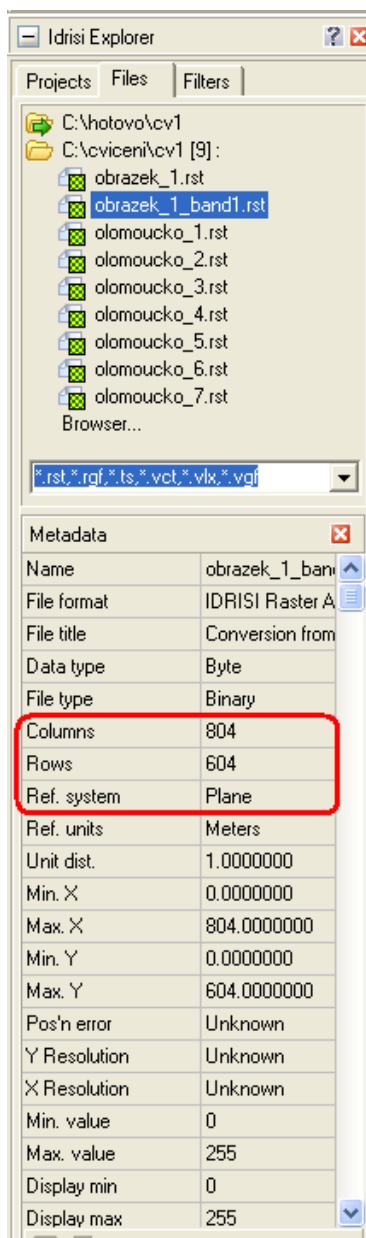 Idrisi Explorer
Projects Files Filters
C:\hotovo\cv1
C:\cviceni\cv1 [9] :
obrazek_1.rst
obrazek_1_band1.rst
olomoucko_1.rst
olomoucko_2.rst
olomoucko_3.rst
olomoucko_4.rst
olomoucko_5.rst
olomoucko_6.rst
olomoucko_7.rst
Browser...
*.rst,*.rgf,*.ts,*.vct,*.vlx,*.vgf
Metadata
Name obrazek_1_ban
File format IDRISI Raster A
File title Conversion from
Data type Byte
File type Binary
Columns 804
Rows 604
Ref. system Plane
Ref. units Meters
Unit dist. 1.0000000
Min. X 0.0000000
Max. X 804.0000000
Min. Y 0.0000000
Max. Y 604.0000000
Pos'n error Unknown
Y Resolution Unknown
X Resolution Unknown
Min. value 0
Max. value 255
Display min 0
Display max 255